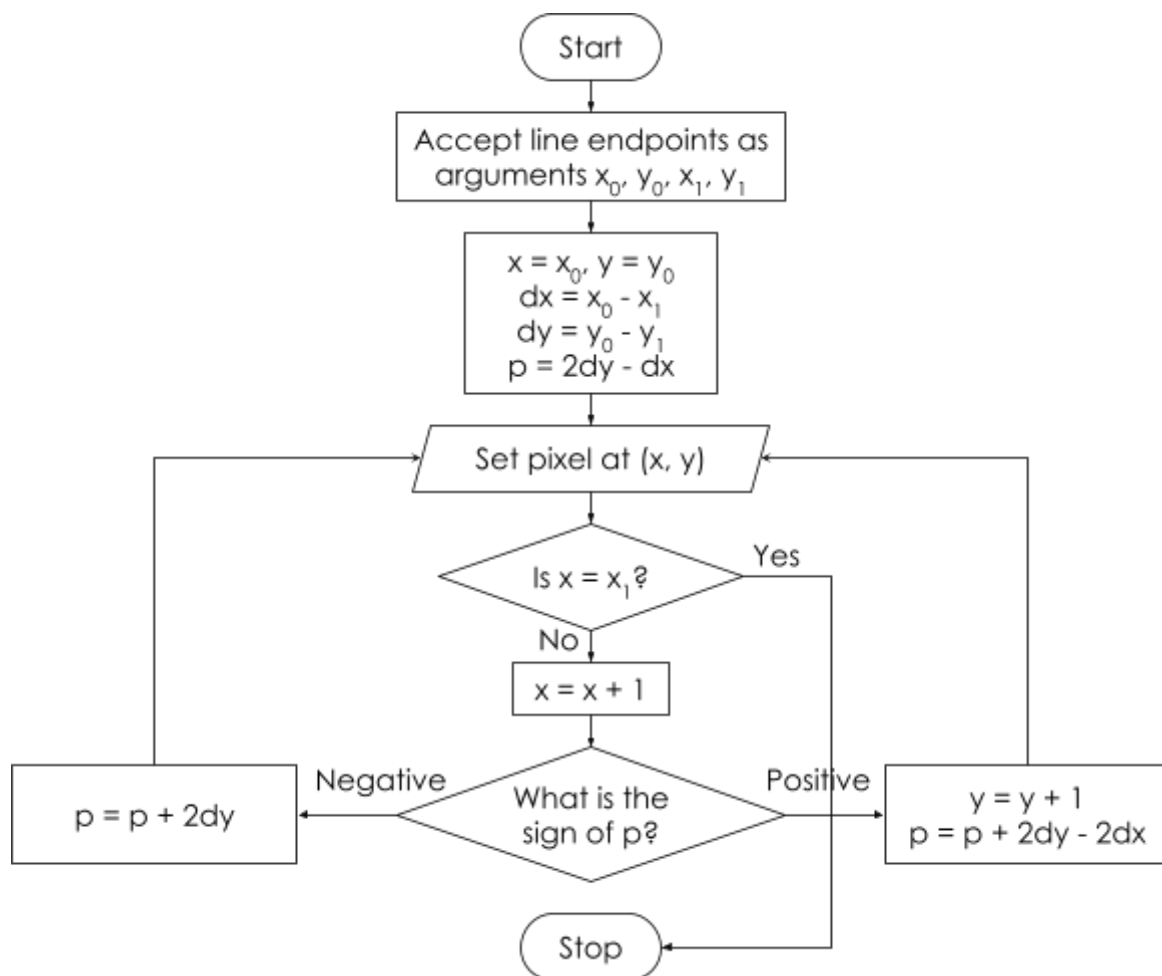 Start
Accept line endpoints as
arguments x₀, y₀, x₁, y₁
x = x₀, y = y₀
dx = x₀ - x₁
dy = y₀ - y₁
p = 2dy - dx
Set pixel at (x, y)
Yes
Is x = x₁?
No
x = x + 1
Negative
What is the
sign of p?
Positive
p = p + 2dy
y = y + 1
p = p + 2dy - 2dx
Stop